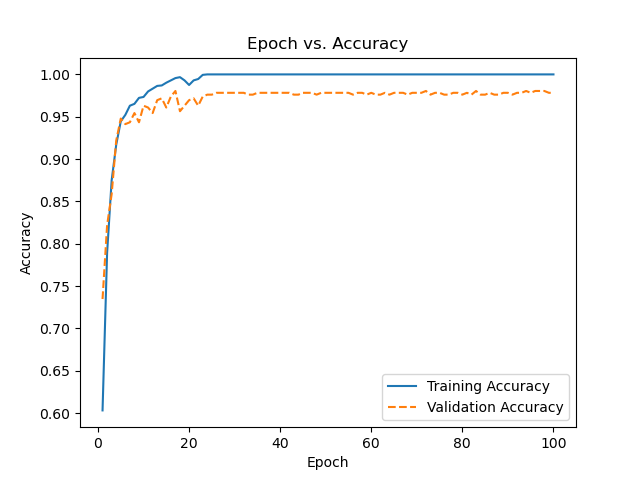 Epoch vs. Accuracy
1.00
0.95
0.90
0.85
0.80
0.75
0.70
0.65
0.60
Accuracy
Training Accuracy
Validation Accuracy
0 20 40 60 80 100
Epoch